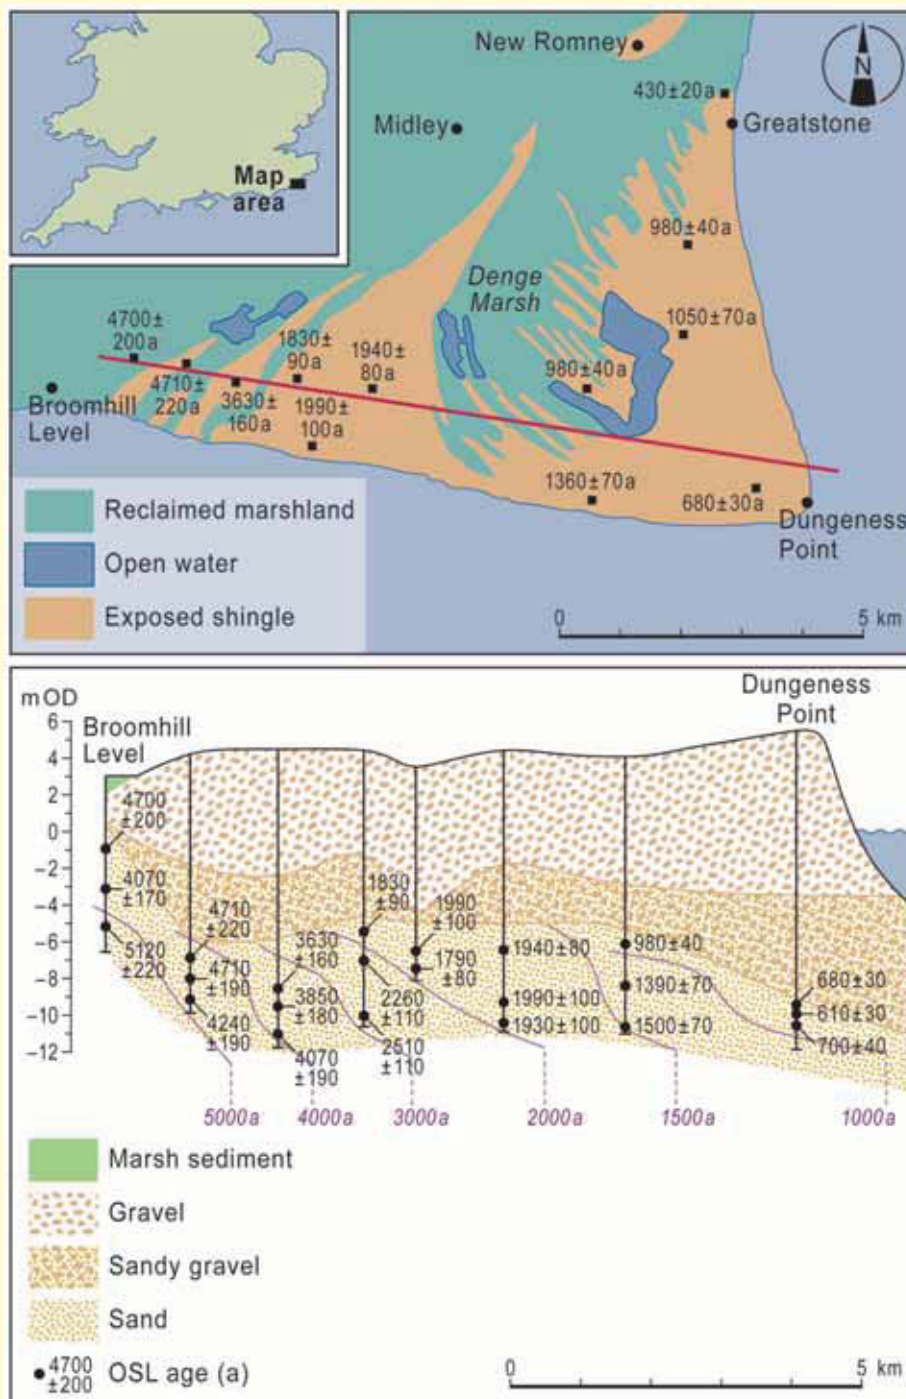 New Romney
N
430±20a
Midley
Greatstone
Map
area
980±40a
Denge
Marsh
4700±
200a
1830±
90a
1940±
80a
1050±70a
980±40a
4710±
220a
3630±
160a
1990±
100a
Broomhill
Level
1360±70a
680±30a
Dungeness
Point
Reclaimed marshland
Open water
Exposed shingle
0
5 km
mOD
Broomhill
Level
Dungeness
Point
6
4
2
0
−2
−4
−6
−8
−10
−12
4700
±200
4070
±170
5120
±220
4710
±220
4710
±190
4240
±190
3630
±160
3850
±180
4070
±190
1830
±90
2260
±110
2510
±110
1990
±100
1790
±80
1940±80
1990±100
1930±100
980±40
1390±70
1500±70
680±30
610±30
700±40
5000a
4000a
3000a
2000a
1500a
1000a
Marsh sediment
Gravel
Sandy gravel
Sand
4700
±200
OSL age (a)
0
5 km